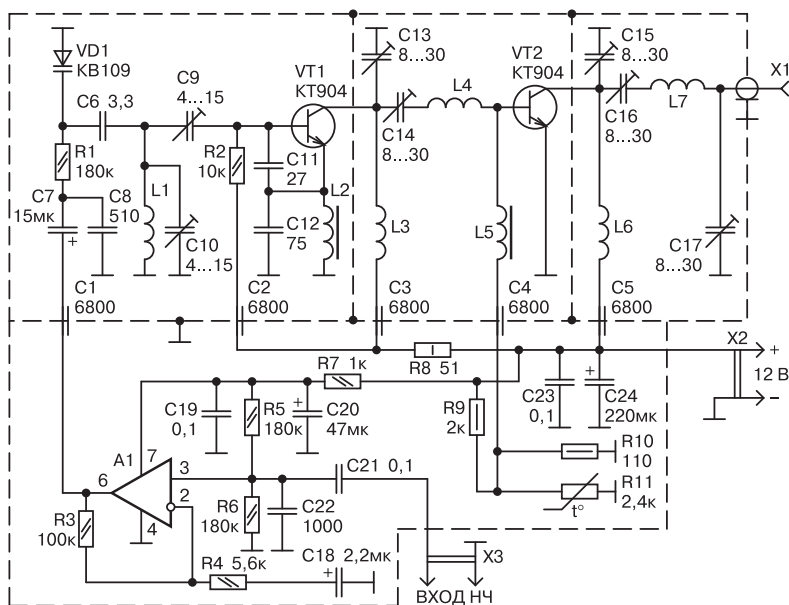 VD1
КВ109
C6 3,3
C9
4...15
VT1
КТ904
C13
8...30
L4
VT2
КТ904
C15
8...30
L7
X1
C14
8...30
C16
8...30
R1
180к
R2
10к
C11
27
L1
L2
C7
15мк
+
C8
510
C10
4...15
C12
75
L3
L5
L6
C17
8...30
C1
6800
C2
6800
C3
6800
C4
6800
C5
6800
R8 51
X2
+
12 В
–
R7 1к
C19
0,1
R5
180к
+
C20
47мк
R9
2к
C23
0,1
+
C24
220мк
A1
7
6
3
2
4
C21 0,1
R10
110
R11
2,4к
t°
R3
100к
R6
180к
C22
1000
R4 5,6к
C18 2,2мк
+
X3
ВХОД НЧ